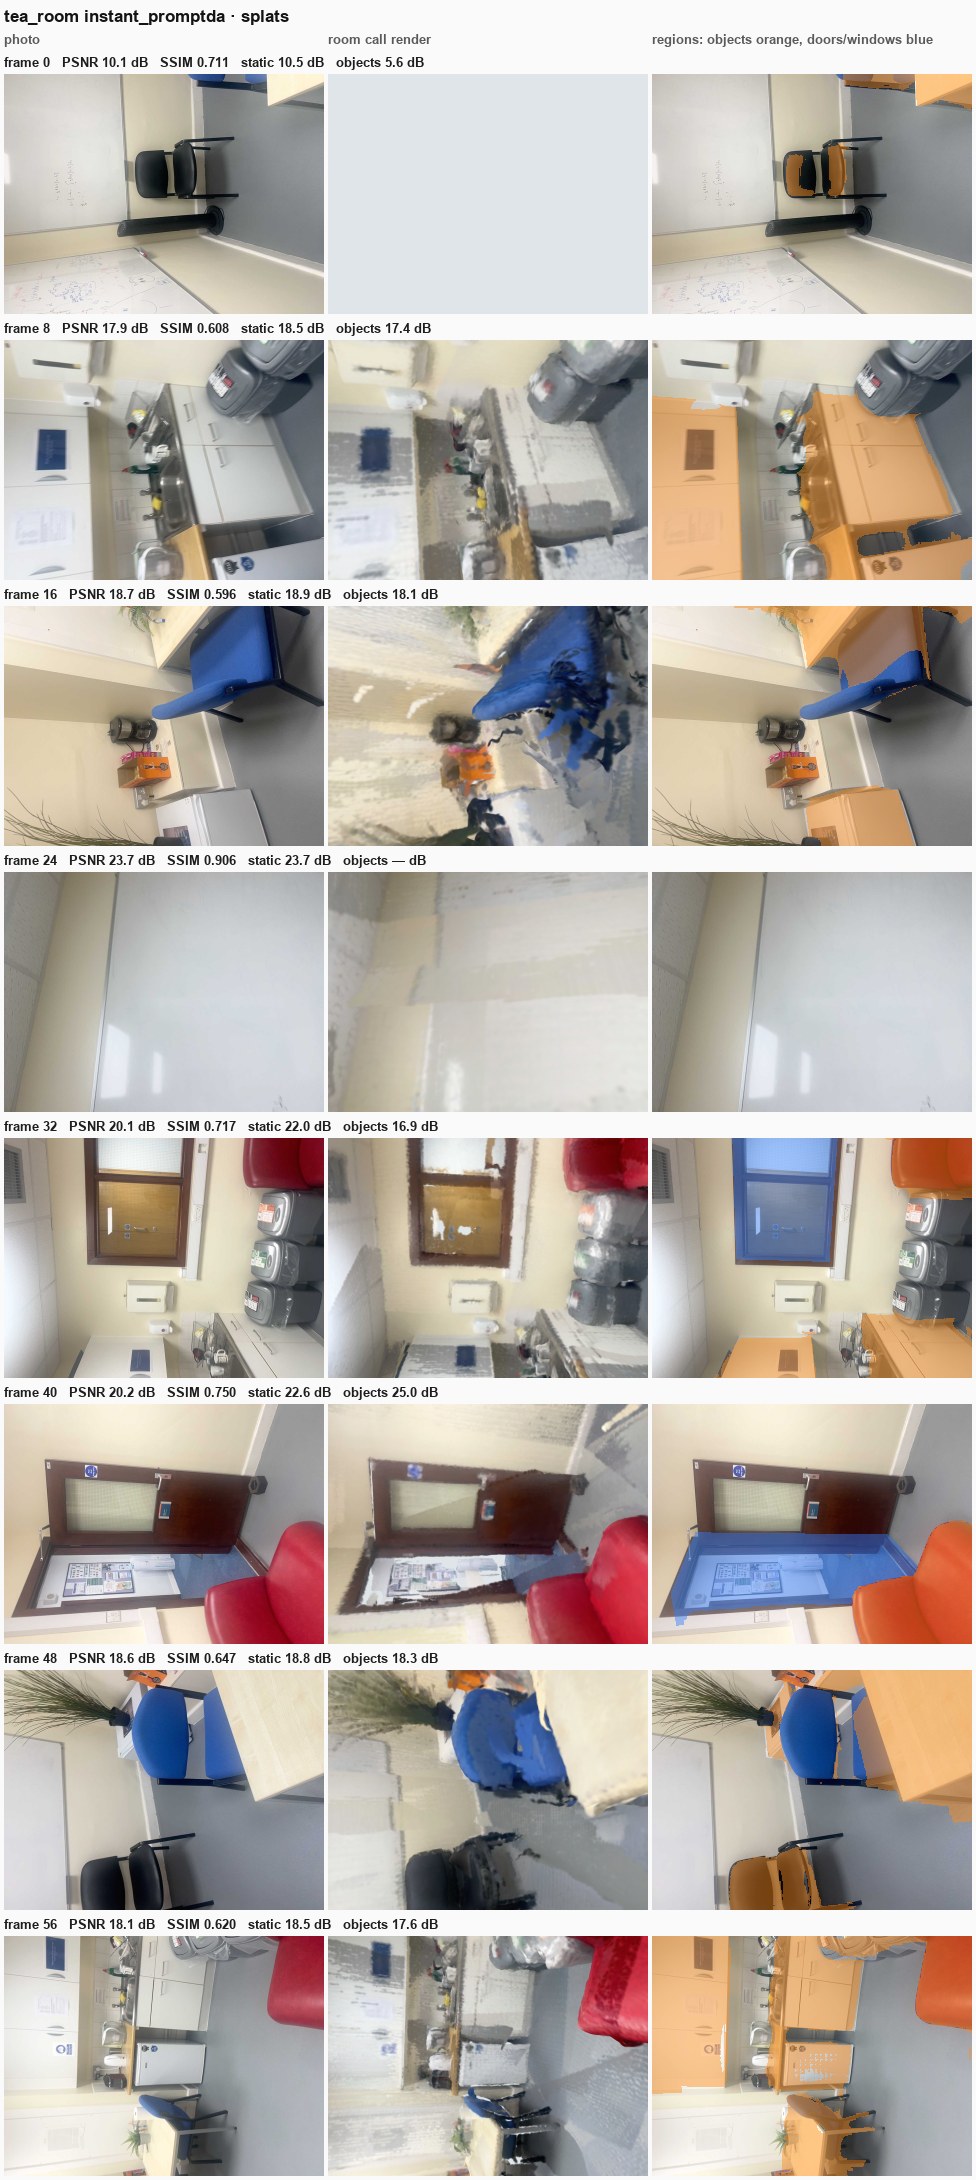 tea_room instant_promptda · splats
photo room call render regions: objects orange, doors/windows blue
frame 0 PSNR 10.1 dB SSIM 0.711 static 10.5 dB objects 5.6 dB
frame 8 PSNR 17.9 dB SSIM 0.608 static 18.5 dB objects 17.4 dB
frame 16 PSNR 18.7 dB SSIM 0.596 static 18.9 dB objects 18.1 dB
frame 24 PSNR 23.7 dB SSIM 0.906 static 23.7 dB objects — dB
frame 32 PSNR 20.1 dB SSIM 0.717 static 22.0 dB objects 16.9 dB
frame 40 PSNR 20.2 dB SSIM 0.750 static 22.6 dB objects 25.0 dB
frame 48 PSNR 18.6 dB SSIM 0.647 static 18.8 dB objects 18.3 dB
frame 56 PSNR 18.1 dB SSIM 0.620 static 18.5 dB objects 17.6 dB